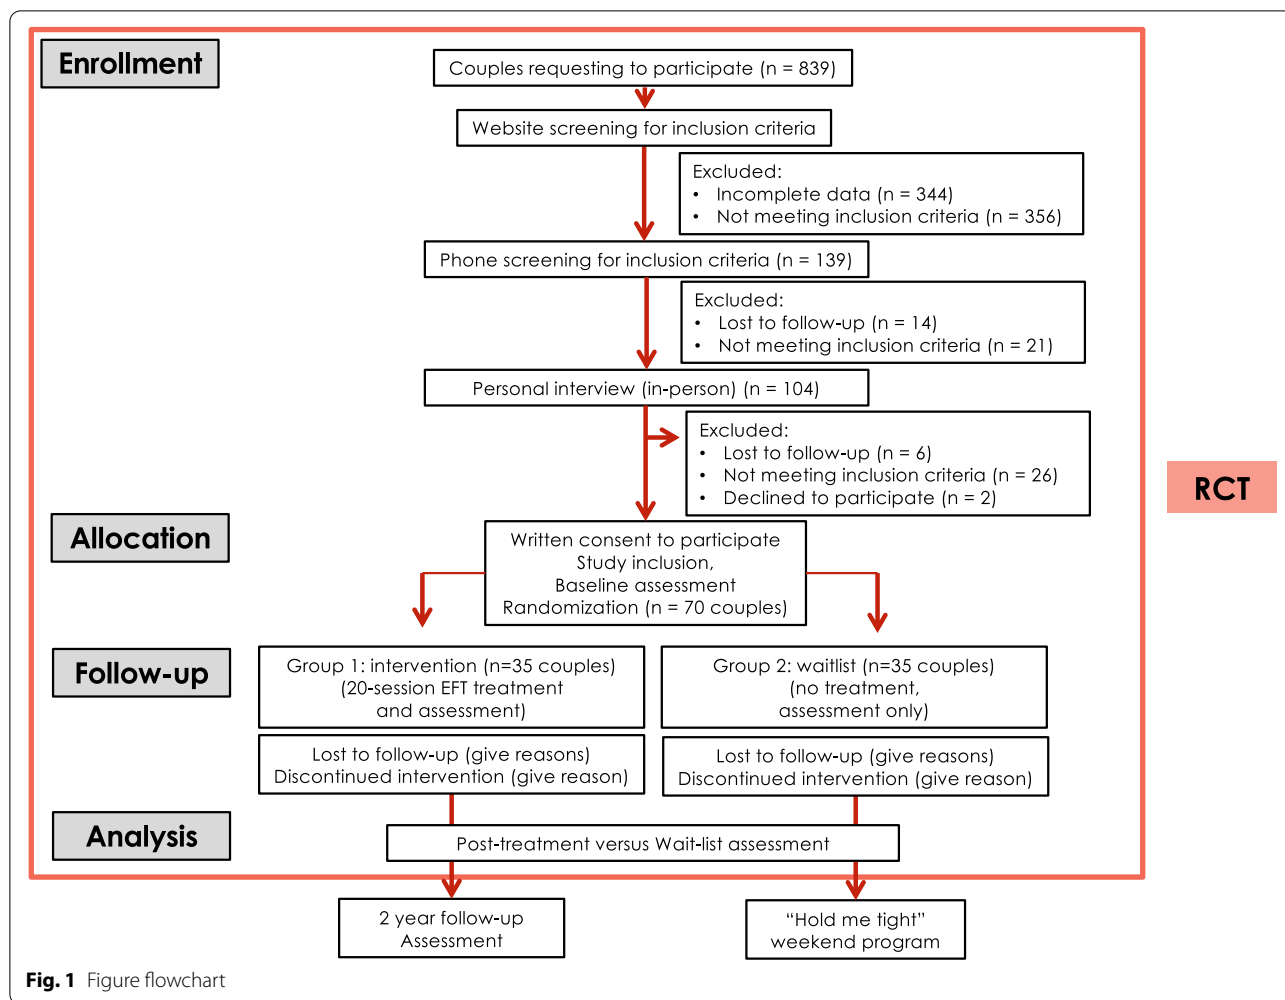 Enrollment
Couples requesting to participate (n = 839)
Website screening for inclusion criteria
Excluded:
• Incomplete data (n = 344)
• Not meeting inclusion criteria (n = 356)
Phone screening for inclusion criteria (n = 139)
Excluded:
• Lost to follow-up (n = 14)
• Not meeting inclusion criteria (n = 21)
Personal interview (in-person) (n = 104)
Excluded:
• Lost to follow-up (n = 6)
• Not meeting inclusion criteria (n = 26)
• Declined to participate (n = 2)
RCT
Allocation
Written consent to participate
Study inclusion,
Baseline assessment
Randomization (n = 70 couples)
Follow-up
Group 1: intervention (n=35 couples)
(20-session EFT treatment
and assessment)
Group 2: waitlist (n=35 couples)
(no treatment,
assessment only)
Lost to follow-up (give reasons)
Discontinued intervention (give reason)
Lost to follow-up (give reasons)
Discontinued intervention (give reason)
Analysis
Post-treatment versus Wait-list assessment
2 year follow-up
Assessment
“Hold me tight”
weekend program
Fig. 1 Figure flowchart